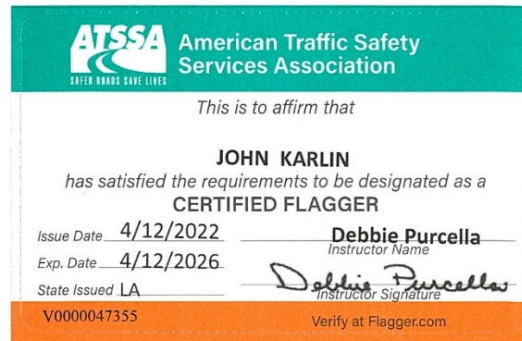 ATSSA
SAFER ROADS SAVE LIVES
American Traffic Safety
Services Association
This is to affirm that
JOHN KARLIN
has satisfied the requirements to be designated as a
CERTIFIED FLAGGER
Issue Date 4/12/2022
Debbie Purcella
Instructor Name
Exp. Date 4/12/2026
Debbie Purcella
Instructor Signature
State Issued LA
V0000047355
Verify at Flagger.com